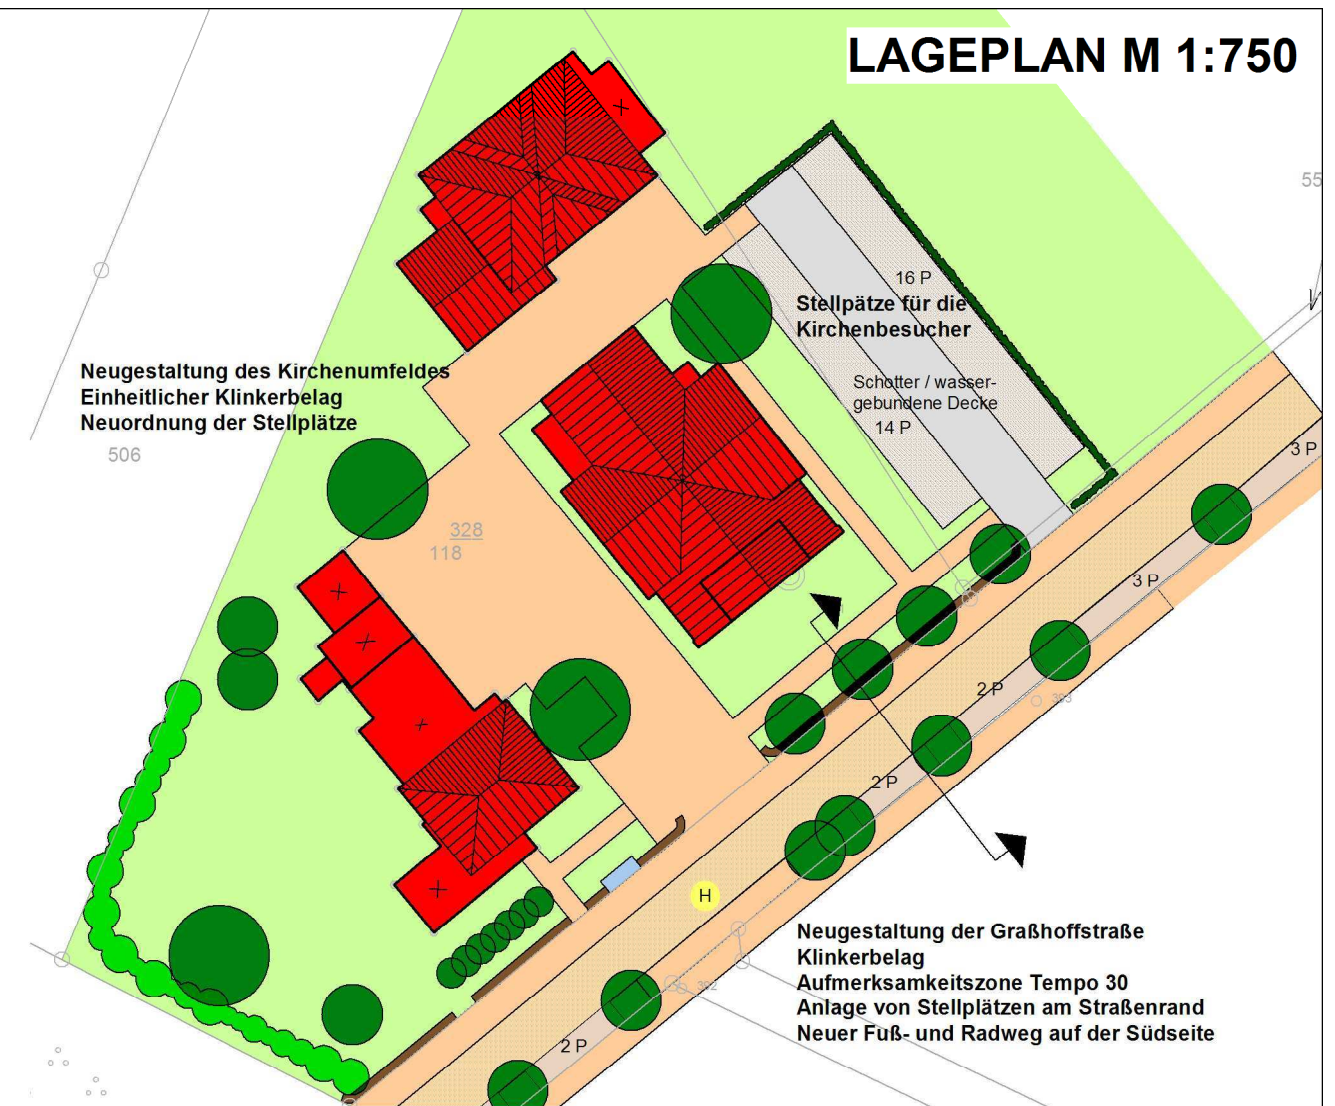 LAGEPLAN M 1:750
55
16 P
Stellpätze für die
Kirchenbesucher
Neugestaltung des Kirchenumfeldes
Einheitlicher Klinkerbelag
Neuordnung der Stellplätze
506
Schotter / wasser-
gebundene Decke
14 P
3 P
328
118
3 P
2 P
393
2 P
H
Neugestaltung der Graßhoffstraße
Klinkerbelag
Aufmerksamkeitszone Tempo 30
Anlage von Stellplätzen am Straßenrand
Neuer Fuß- und Radweg auf der Südseite
392
2 P